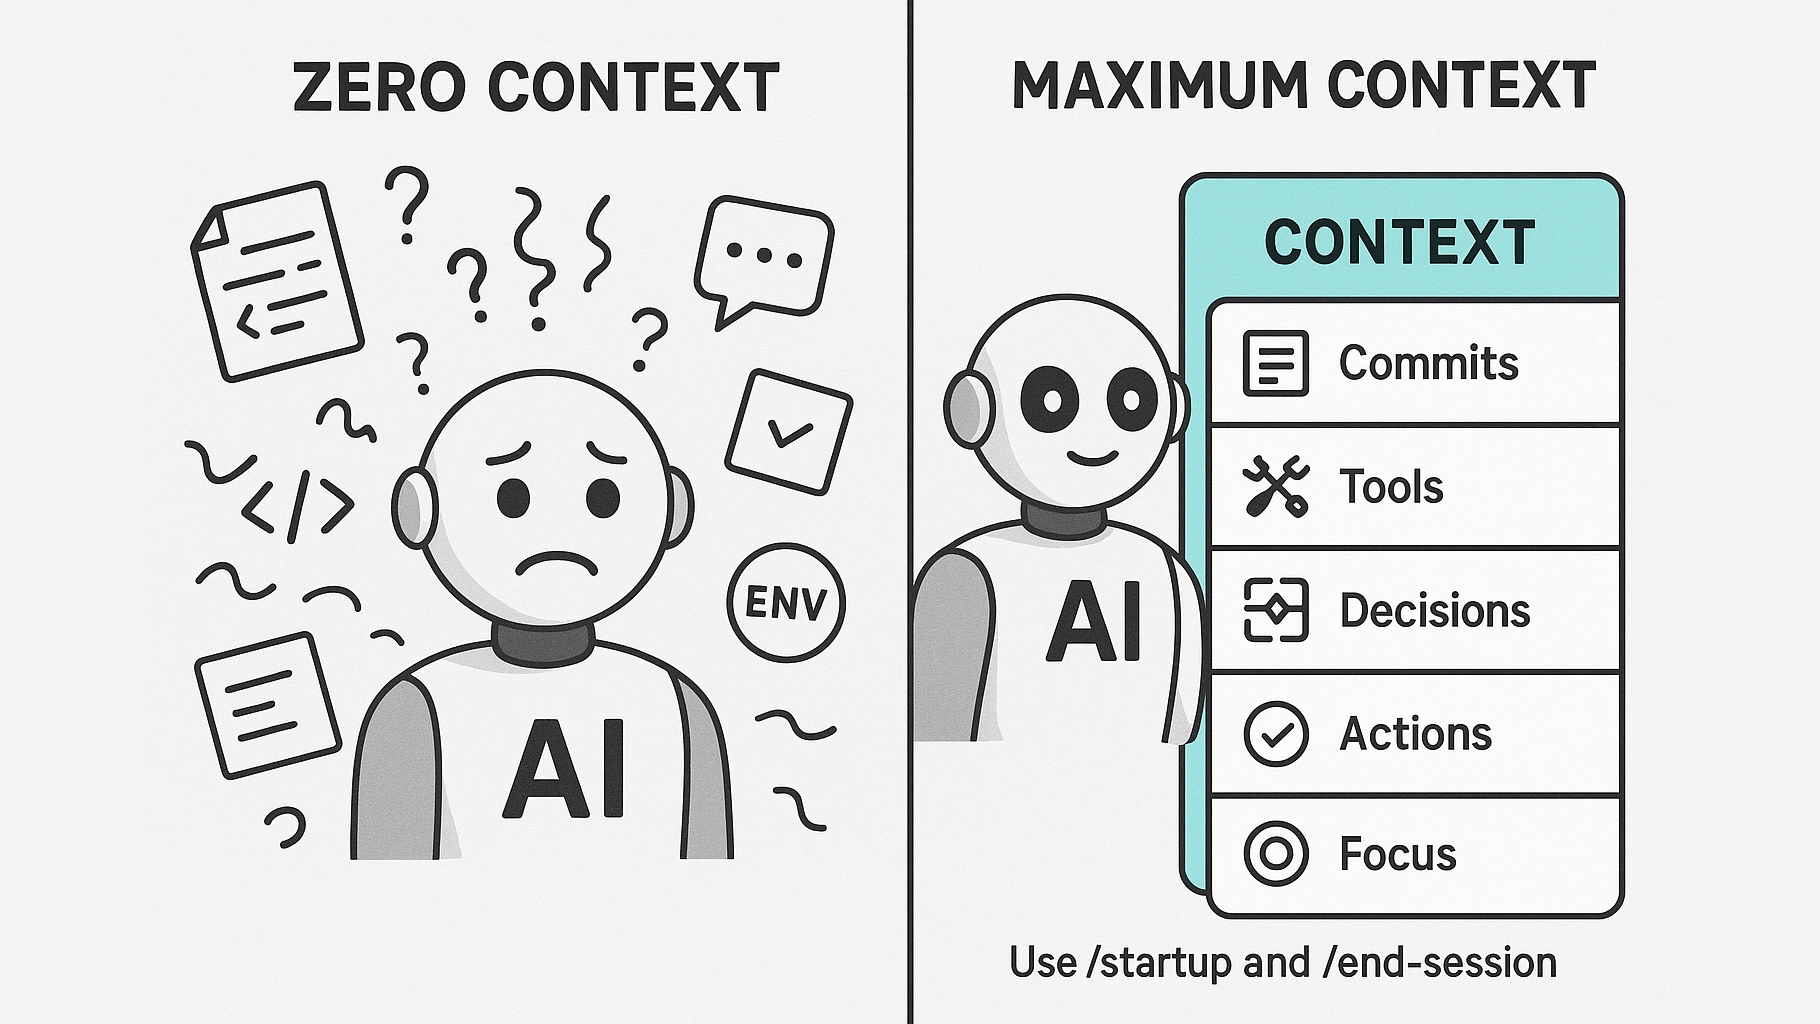 ZERO CONTEXT
ENV
AI
MAXIMUM CONTEXT
CONTEXT
Commits
Tools
Decisions
Actions
Focus
AI
Use /startup and /end-session